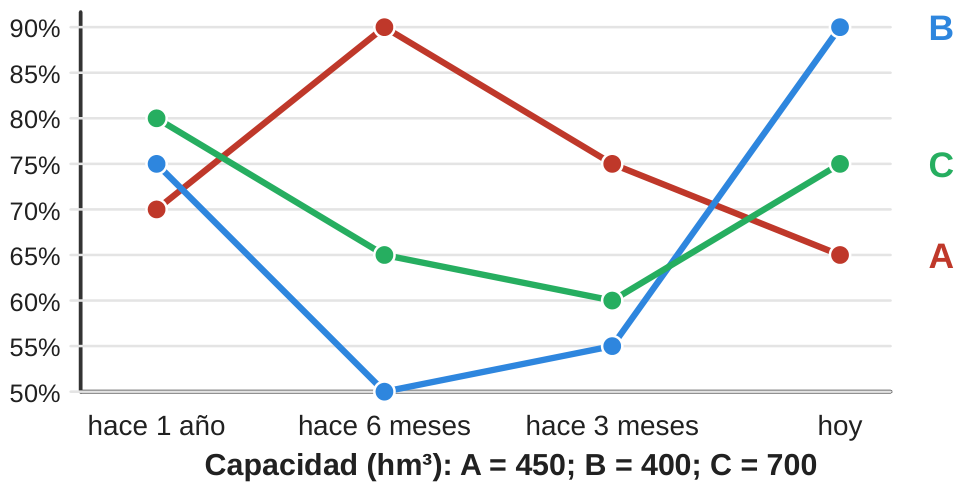 90%
85%
80%
75%
70%
65%
60%
55%
50%
B
C
A
hace 1 año
hace 6 meses
hace 3 meses
hoy
Capacidad (hm³): A = 450; B = 400; C = 700